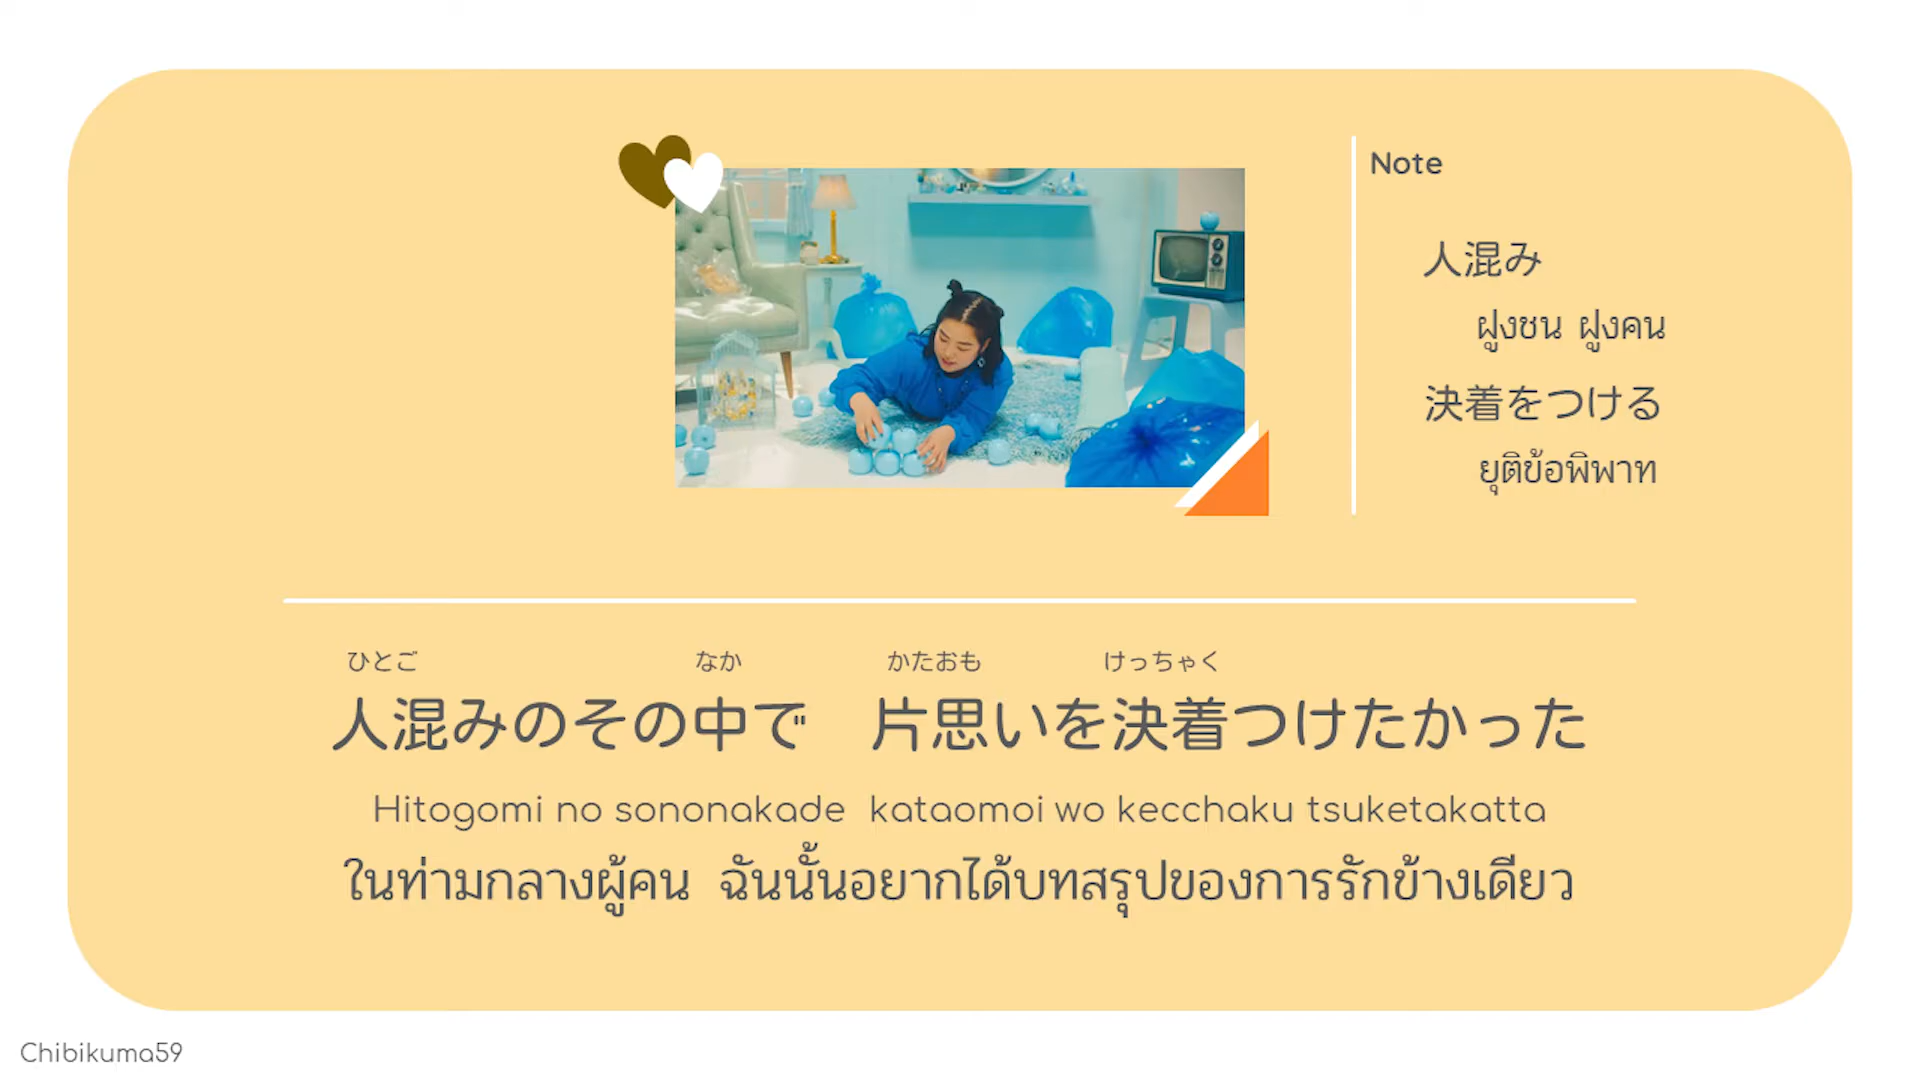 Note
人混み
ฝูงชน ฝูงคน
決着をつける
ยุติข้อพิพาท
ひとご なか かたおも けっちゃく
人混みのその中で 片思いを決着つけたかった
Hitogomi no sononakade kataomoi wo kecchaku tsuketakatta
ในท่ามกลางผู้คน ฉันนั้นอยากได้บทสรุปของการรักข้างเดียว
Chibikuma59